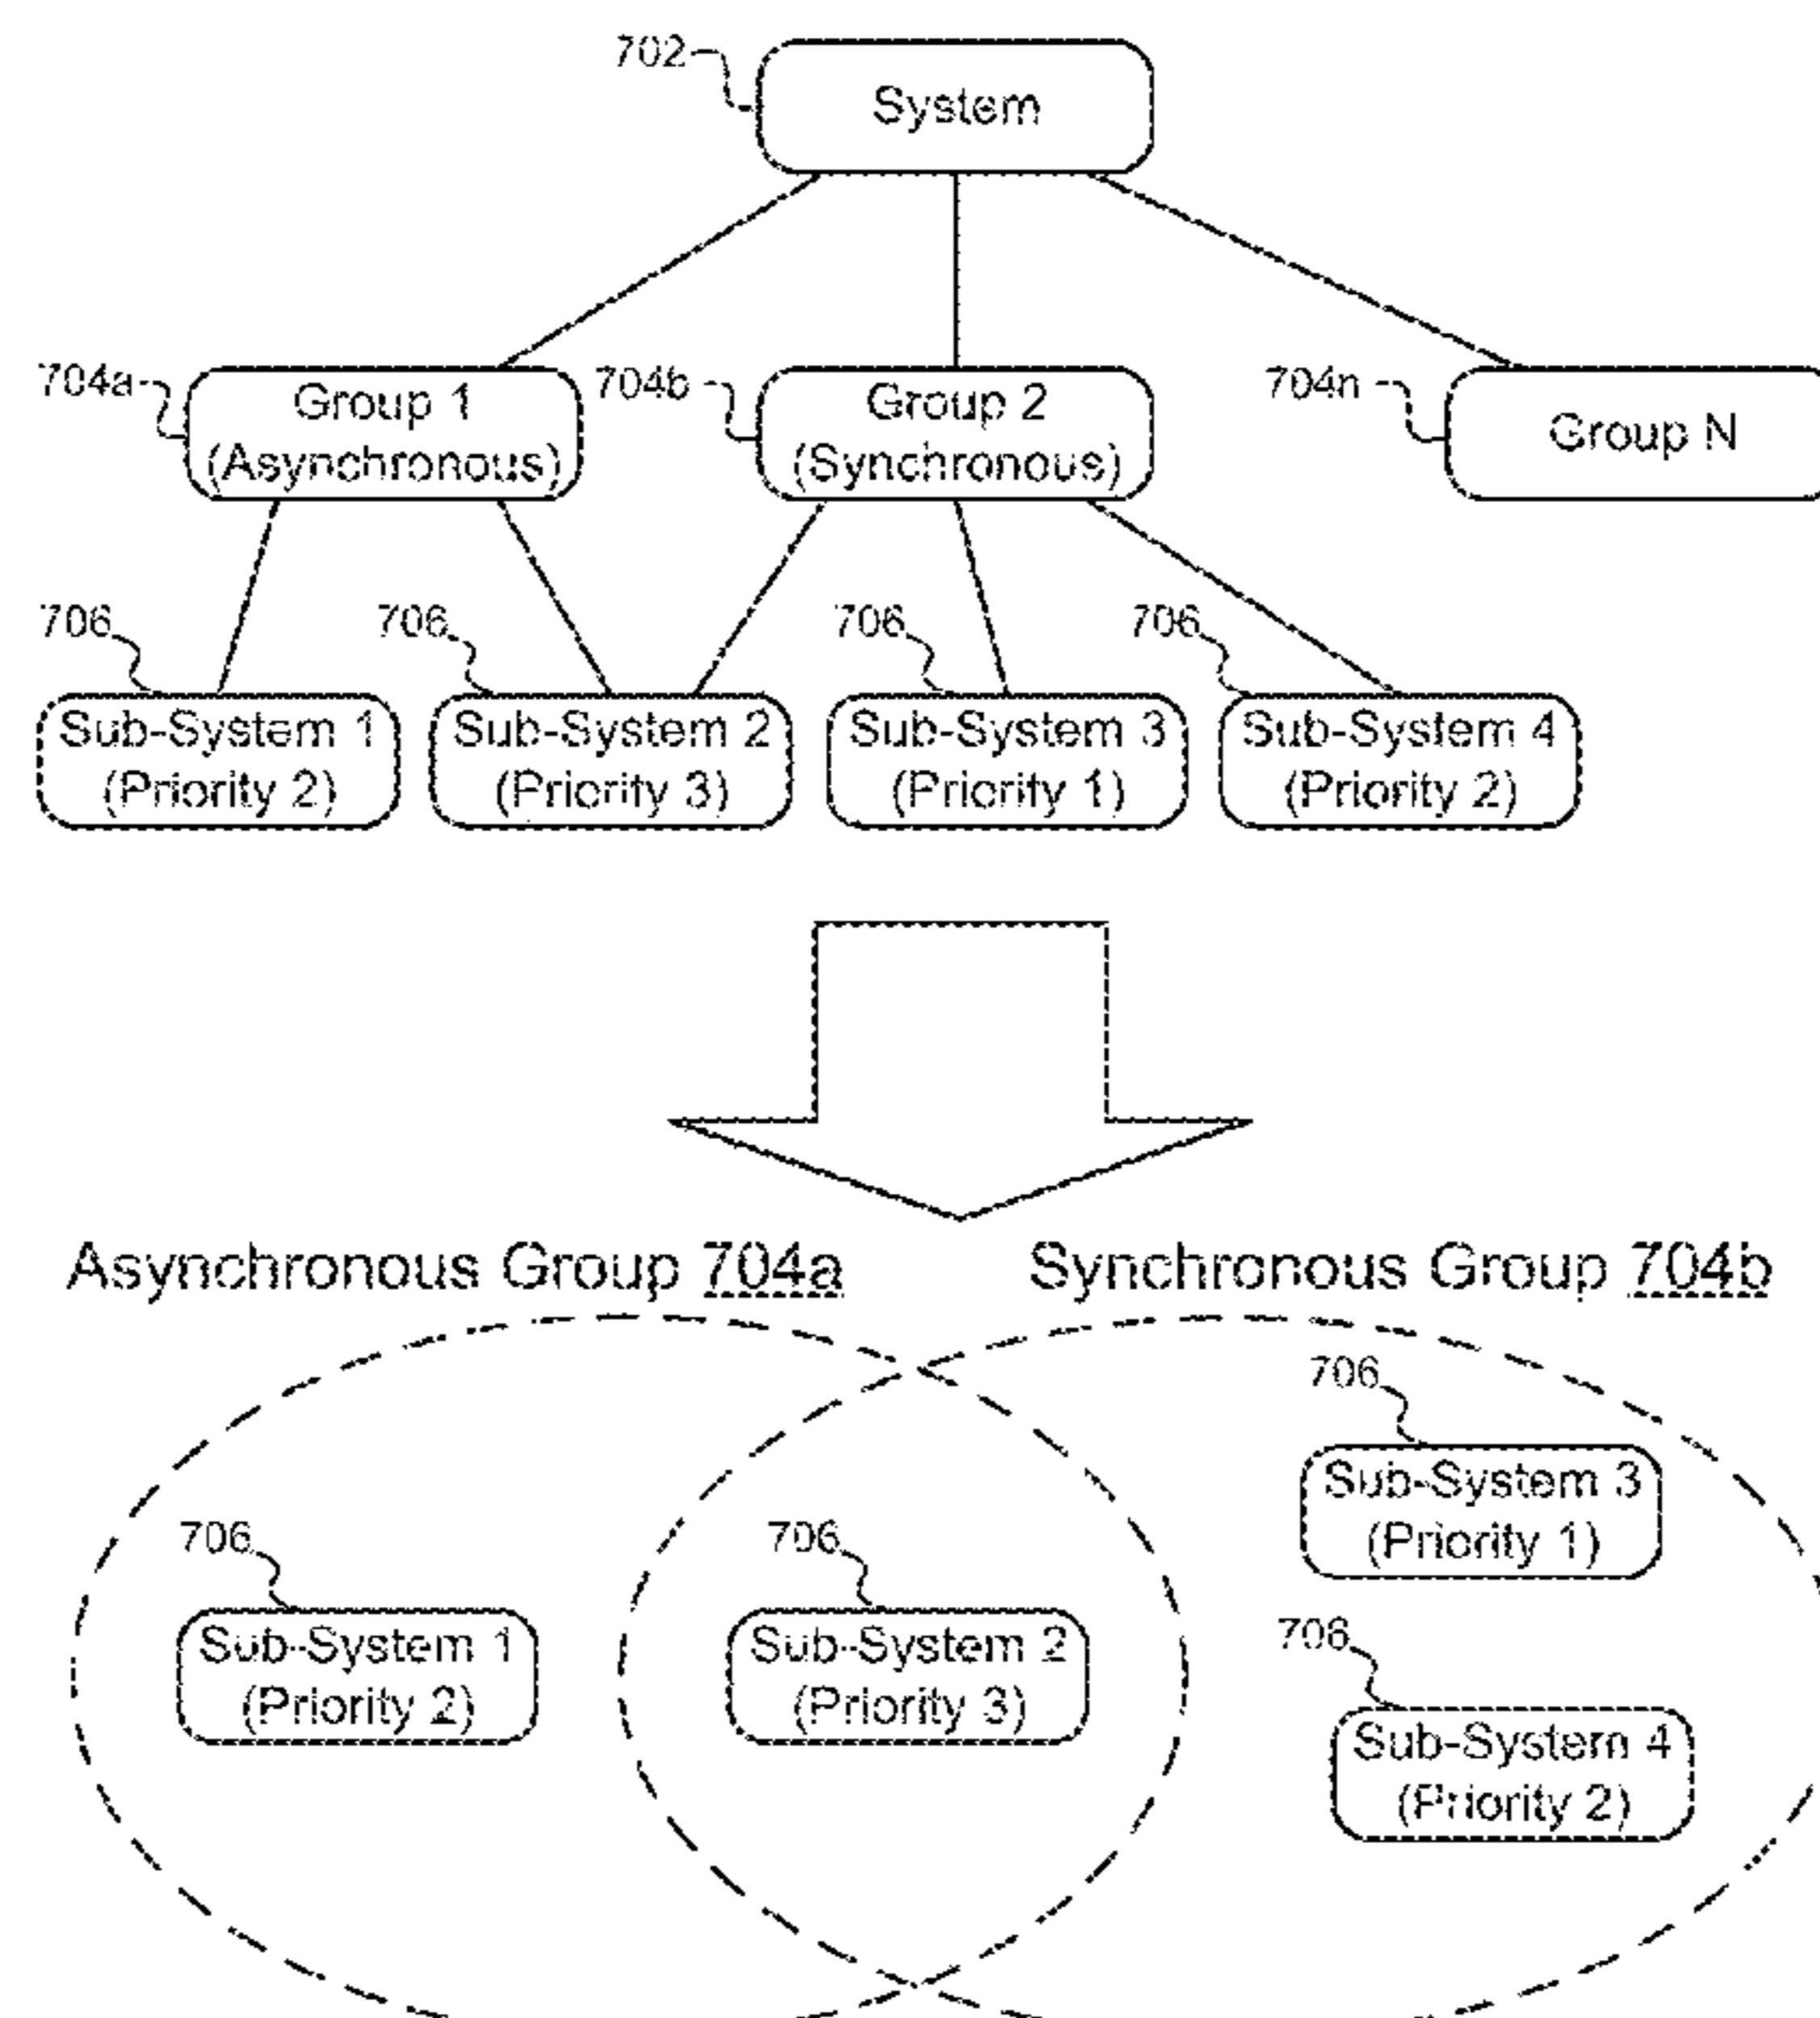 702
System
704a
Group 1
(Asynchronous)
704b
Group 2
(Synchronous)
704n
Group N
706
706
706
706
Sub-System 1
(Priority 2)
Sub-System 2
(Priority 3)
Sub-System 3
(Priority 1)
Sub-System 4
(Priority 2)
Asynchronous Group 704a
Synchronous Group 704b
706
Sub-System 3
(Priority 1)
706
Sub-System 1
(Priority 2)
706
Sub-System 2
(Priority 3)
706
Sub-System 4
(Priority 2)